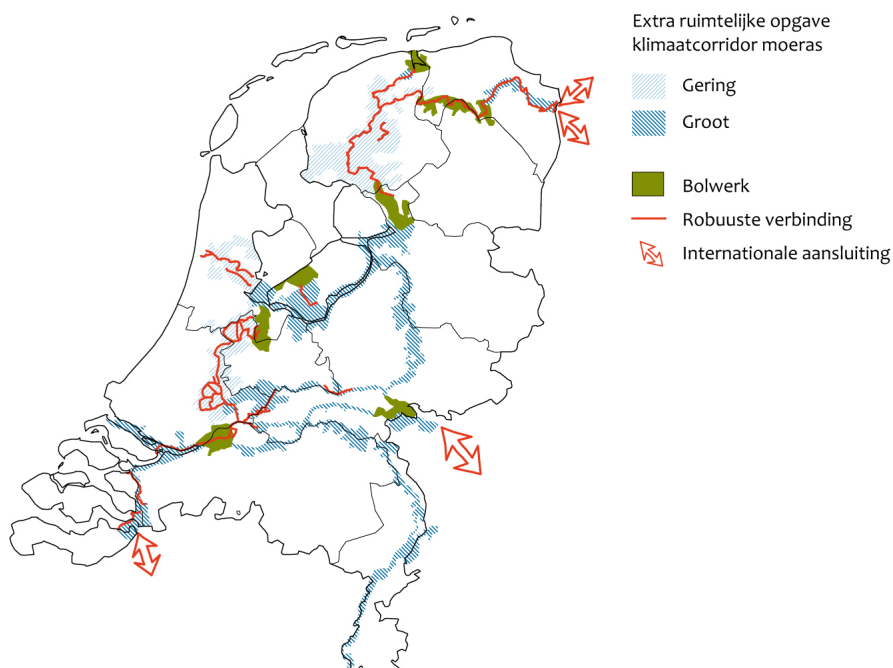 Extra ruimtelijke opgave
klimaatcorridor moeras
Gering
Groot
Bolwerk
Robuuste verbinding
Internationale aansluiting